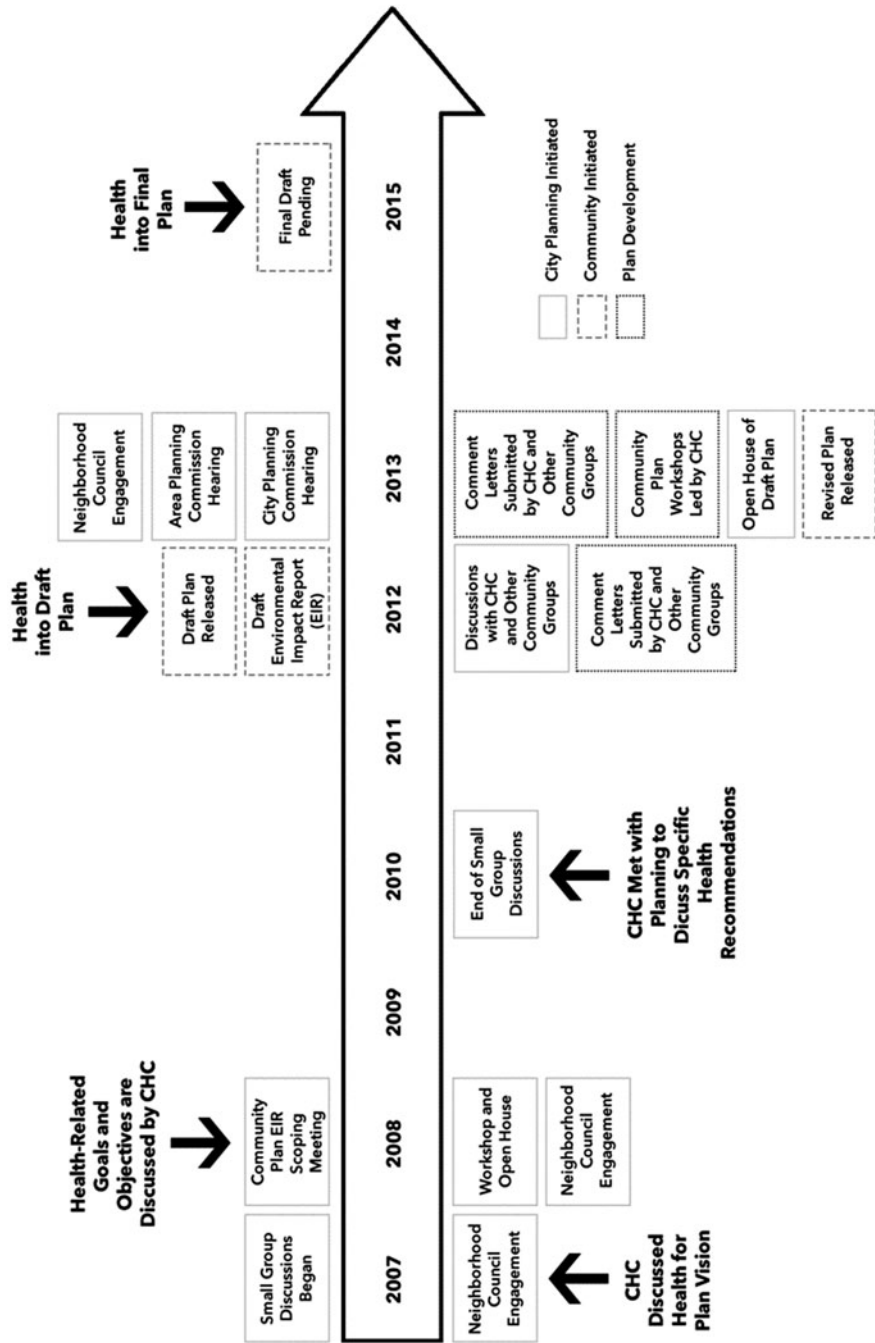 Health-Related
Goals and
Objectives are
Discussed by CHC
Health
into Draft
Plan
Health
into Final
Plan
Small Group
Discussions
Began
Community
Plan EIR
Scoping
Meeting
Draft Plan
Released
Draft
Environmental
Impact Report
(EIR)
Neighborhood
Council
Engagement
Area Planning
Commission
Hearing
City Planning
Commission
Hearing
Final Draft
Pending
2007
2008
2009
2010
2011
2012
2013
2014
2015
Neighborhood
Council
Engagement
Workshop and
Open House
Neighborhood
Council
Engagement
End of Small
Group
Discussions
Discussions
with CHC
and Other
Community
Groups
Comment
Letters
Submitted
by CHC and
Other
Community
Groups
Comment
Letters
Submitted
by CHC and
Other
Community
Groups
Community
Plan
Workshops
Led by CHC
Open House of
Draft Plan
Revised Plan
Released
CHC
Discussed
Health for
Plan Vision
CHC Met with
Planning to
Dicuss Specific
Health
Recommendations
City Planning Initiated
Community Initiated
Plan Development